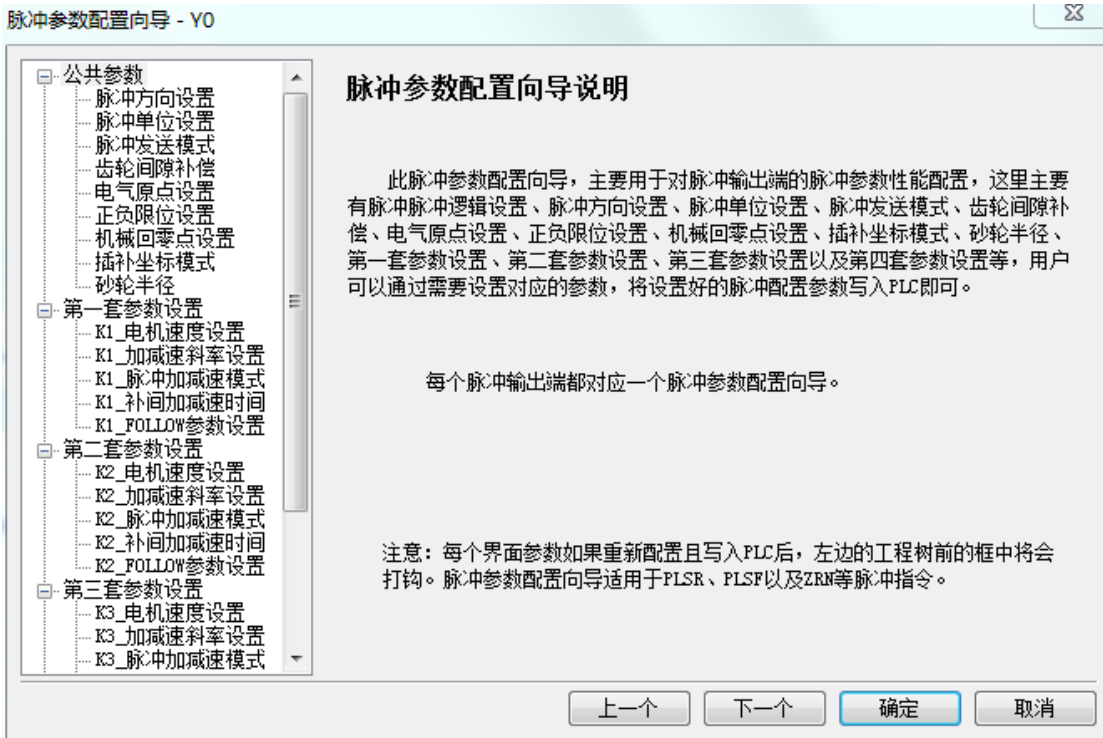 脉冲参数配置向导 - Y0
公共参数
脉冲方向设置
脉冲单位设置
脉冲发送模式
齿轮间隙补偿
电气原点设置
正负限位设置
机械回零点设置
插补坐标模式
砂轮半径
第一套参数设置
K1_电机速度设置
K1_加减速斜率设置
K1_脉冲加减速模式
K1_补间加减速时间
K1_FOLLOW参数设置
第二套参数设置
K2_电机速度设置
K2_加减速斜率设置
K2_脉冲加减速模式
K2_补间加减速时间
K2_FOLLOW参数设置
第三套参数设置
K3_电机速度设置
K3_加减速斜率设置
K3_脉冲加减速模式
脉冲参数配置向导说明
此脉冲参数配置向导，主要用于对脉冲输出端的脉冲参数性能配置，这里主要
有脉冲脉冲逻辑设置、脉冲方向设置、脉冲单位设置、脉冲发送模式、齿轮间隙补
偿、电气原点设置、正负限位设置、机械回零点设置、插补坐标模式、砂轮半径、
第一套参数设置、第二套参数设置、第三套参数设置以及第四套参数设置等，用户
可以通过需要设置对应的参数，将设置好的脉冲配置参数写入PLC即可。
每个脉冲输出端都对应一个脉冲参数配置向导。
注意：每个界面参数如果重新配置且写入PLC后，左边的工程树前的框中将会
打钩。脉冲参数配置向导适用于PLSR、PLSF以及ZRN等脉冲指令。
上一个
下一个
确定
取消